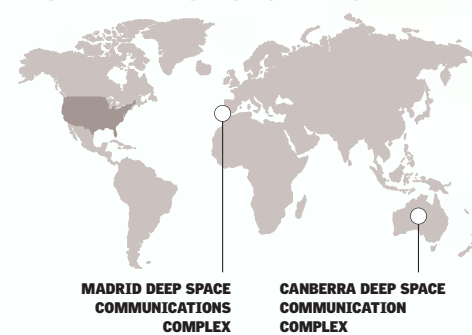 MADRID DEEP SPACE
COMMUNICATIONS
COMPLEX
CANBERRA DEEP SPACE
COMMUNICATION
COMPLEX